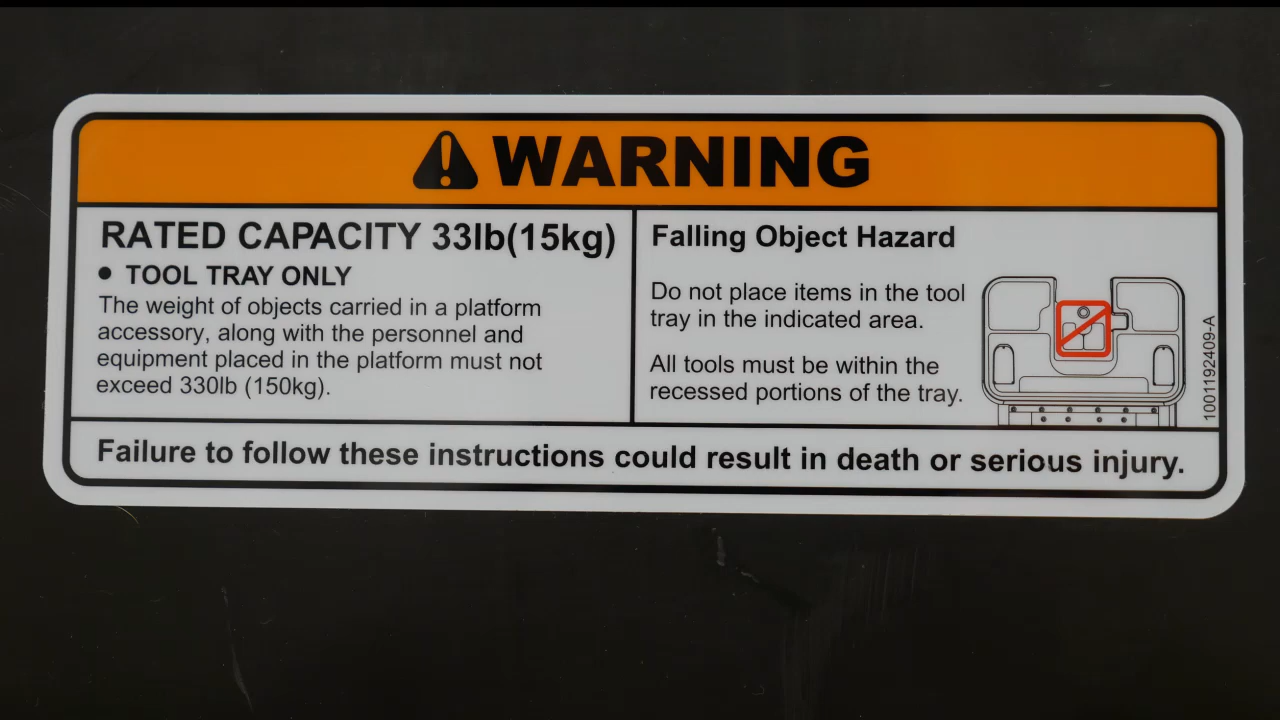 WARNING
RATED CAPACITY 33lb(15kg)
• TOOL TRAY ONLY
The weight of objects carried in a platform
accessory, along with the personnel and
equipment placed in the platform must not
exceed 330lb (150kg).
Falling Object Hazard
Do not place items in the tool
tray in the indicated area.
All tools must be within the
recessed portions of the tray.
1001192409-A
Failure to follow these instructions could result in death or serious injury.